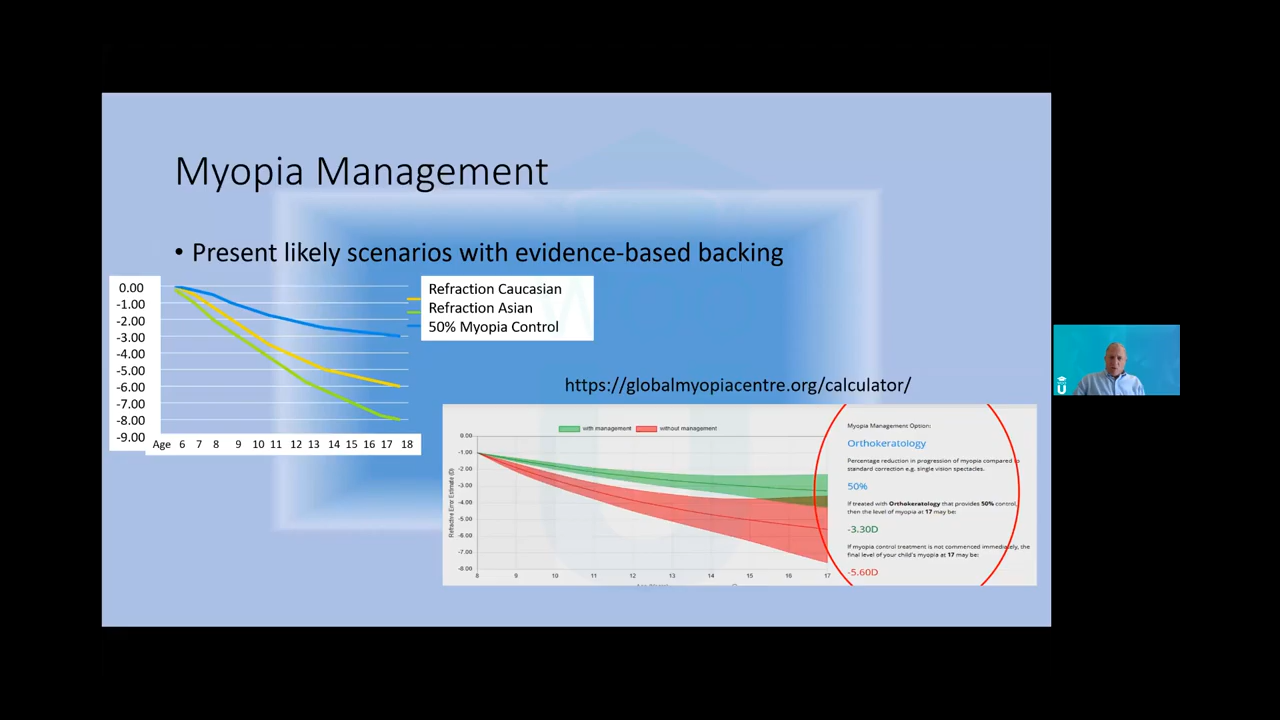 Myopia Management
• Present likely scenarios with evidence-based backing
0.00
-1.00
-2.00
-3.00
-4.00
-5.00
-6.00
-7.00
-8.00
-9.00
Age 6 7 8 9 10 11 12 13 14 15 16 17 18
Refraction Caucasian
Refraction Asian
50% Myopia Control
https://globalmyopiacentre.org/calculator/
with management without management
Refractive Error Estimate (D)
0.00
-1.00
-2.00
-3.00
-4.00
-5.00
-6.00
-7.00
-8.00
8 9 10 11 12 13 14 15 16 17
Myopia Management Option:
Orthokeratology
Percentage reduction in progression of myopia compared to
standard correction e.g. single vision spectacles.
50%
If treated with Orthokeratology that provides 50% control,
then the level of myopia at 17 may be:
-3.30D
If myopia control treatment is not commenced immediately, the
final level of your child's myopia at 17 may be:
-5.60D
U